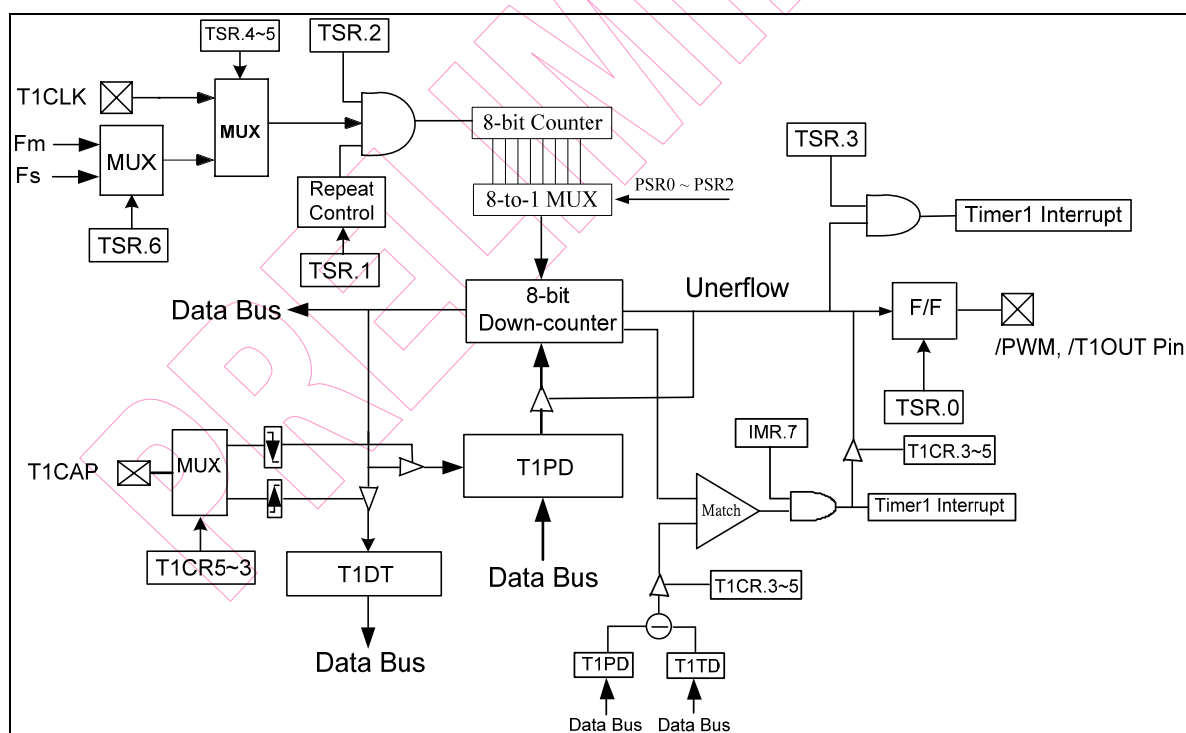 TSR.4~5
TSR.2
T1CLK
MUX
8-bit Counter
TSR.3
Fm
MUX
Fs
Repeat
Control
8-to-1 MUX
PSR0 ~ PSR2
Timer1 Interrupt
TSR.6
TSR.1
Data Bus
8-bit
Down-counter
Unerflow
F/F
/PWM, /T1OUT Pin
TSR.0
IMR.7
T1CAP
MUX
T1PD
T1CR.3~5
Match
Timer1 Interrupt
T1CR5~3
T1DT
Data Bus
T1CR.3~5
Data Bus
T1PD
T1TD
Data Bus
Data Bus
PRELIMI